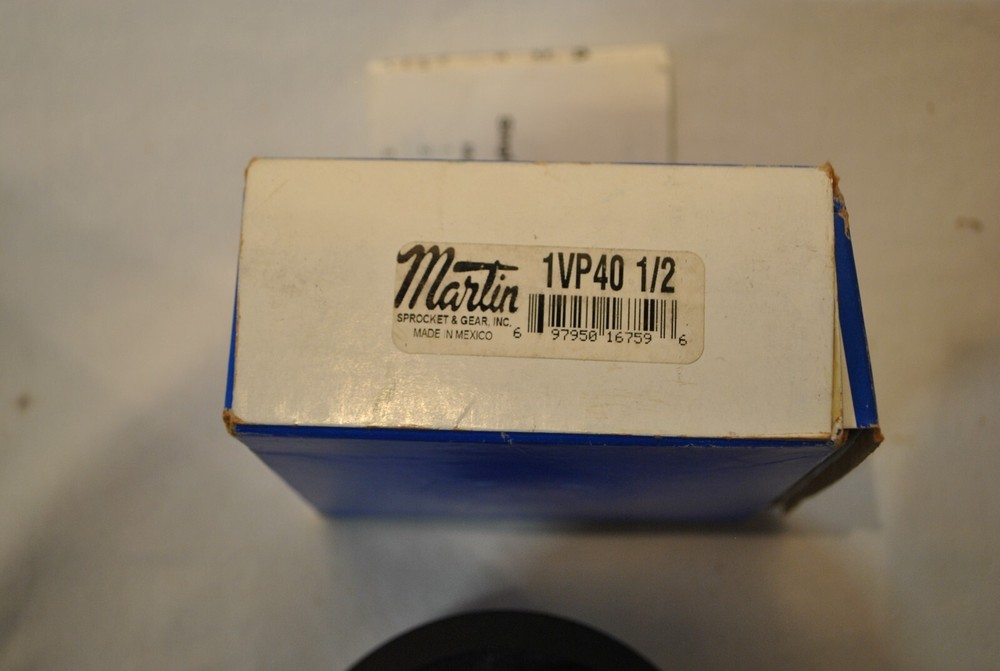 Martin
SPROCKET & GEAR, INC.
MADE IN MEXICO
1VP40 1/2
6 97950 16759 6